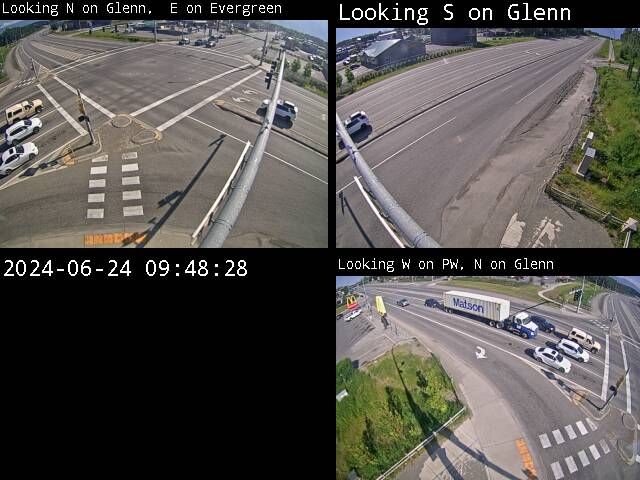 Looking N on Glenn,  E on Evergreen
Looking S on Glenn
2024-06-24 09:48:28
Looking W on PW, N on Glenn
Matson